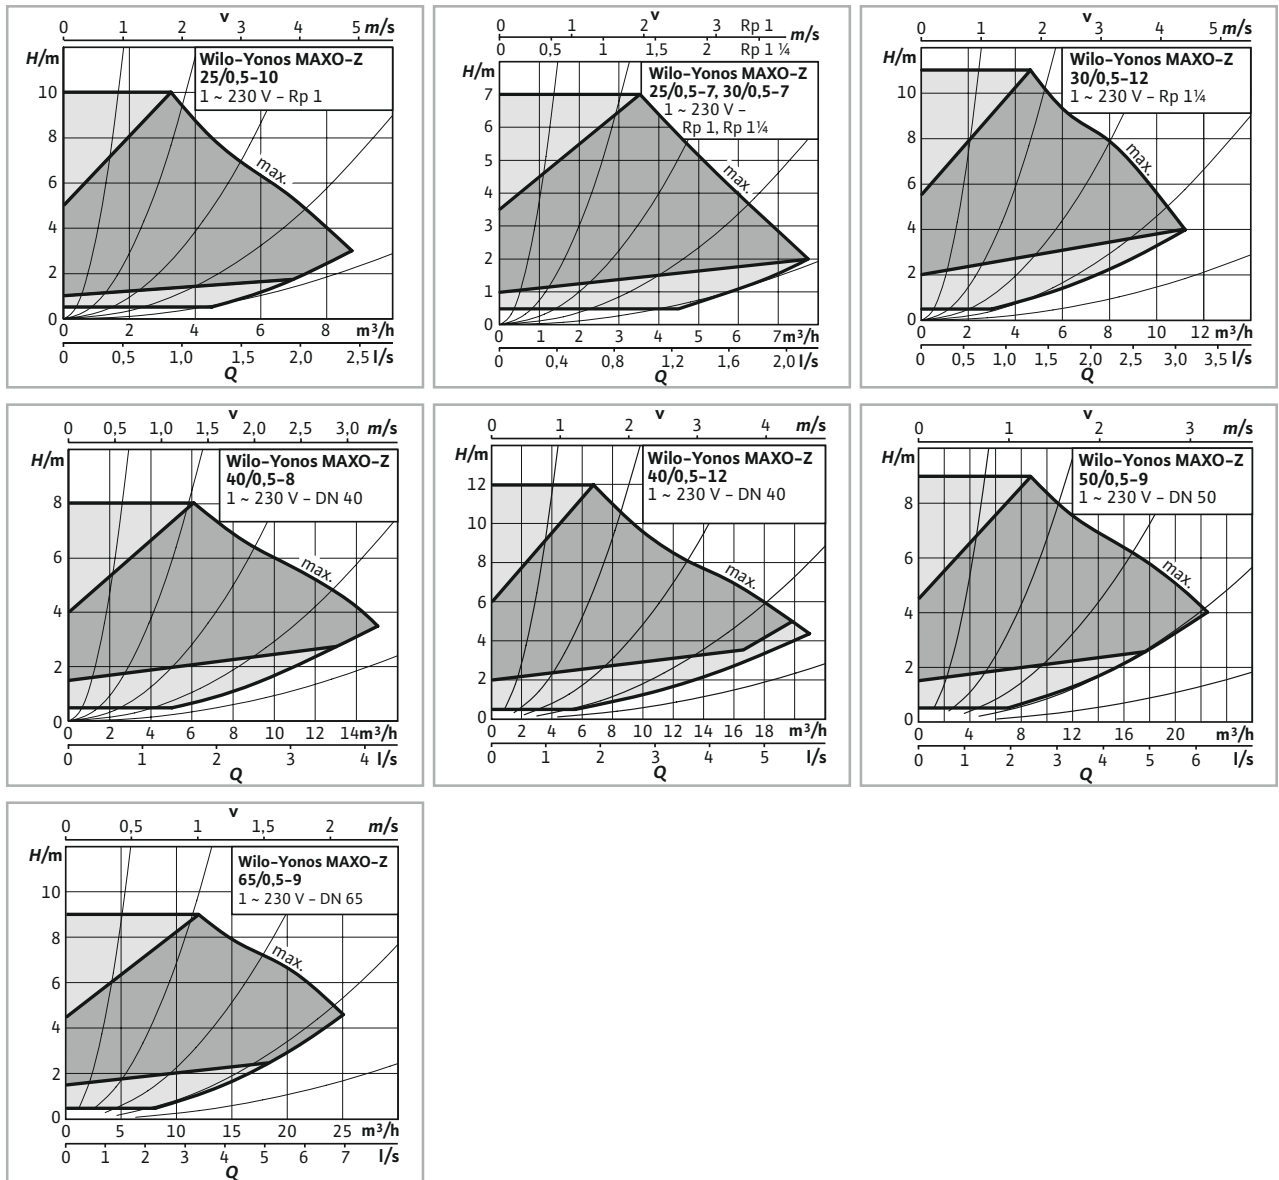 v
0 1 2 3 4 5 m/s
H/m
Wilo-Yonos MAXO-Z
25/0,5-10
1 ~ 230 V – Rp 1
10
8
max.
6
4
2
0
0 2 4 6 8 m³/h
0 0,5 1,0 1,5 2,0 2,5 l/s
Q
v
0 1 2 3 Rp 1
m/s
0 0,5 1 1,5 2 Rp 1 ¼
H/m
Wilo-Yonos MAXO-Z
25/0,5-7, 30/0,5-7
1 ~ 230 V –
Rp 1, Rp 1¼
7
6
5
max.
4
3
2
1
0
0 1 2 3 4 5 6 7 m³/h
0 0,4 0,8 1,2 1,6 2,0 l/s
Q
v
0 1 2 3 4 5 m/s
H/m
Wilo-Yonos MAXO-Z
30/0,5-12
1 ~ 230 V – Rp 1¼
10
8
max.
6
4
2
0
0 2 4 6 8 10 12 m³/h
0 0,5 1,0 1,5 2,0 2,5 3,0 3,5 l/s
Q
v
0 0,5 1,0 1,5 2,0 2,5 3,0 m/s
H/m
Wilo-Yonos MAXO-Z
40/0,5-8
1 ~ 230 V – DN 40
8
6
max.
4
2
0
0 2 4 6 8 10 12 14 m³/h
0 1 2 3 4 l/s
Q
v
0 1 2 3 4 m/s
H/m
Wilo-Yonos MAXO-Z
40/0,5-12
1 ~ 230 V – DN 40
12
10
8
max.
6
4
2
0
0 2 4 6 8 10 12 14 16 18 m³/h
0 1 2 3 4 5 l/s
Q
v
0 1 2 3 m/s
H/m
Wilo-Yonos MAXO-Z
50/0,5-9
1 ~ 230 V – DN 50
8
6
max.
4
2
0
0 4 8 12 16 20 m³/h
0 1 2 3 4 5 6 l/s
Q
v
0 0,5 1 1,5 2 m/s
H/m
Wilo-Yonos MAXO-Z
65/0,5-9
1 ~ 230 V – DN 65
10
8
max.
6
4
2
0
0 5 10 15 20 25 m³/h
0 1 2 3 4 5 6 7 l/s
Q